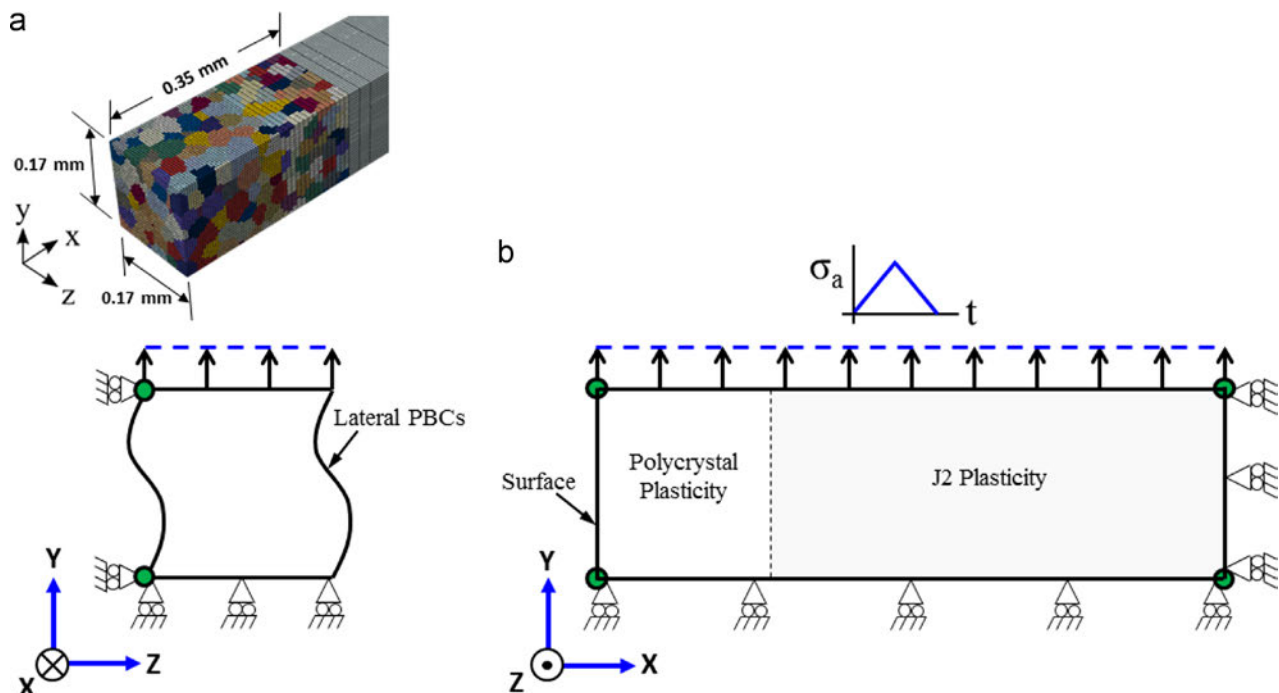 a
0.35 mm
0.17 mm
y
x
z
0.17 mm
Lateral PBCs
Y
X
Z
b
σa
t
Surface
Polycrystal
Plasticity
J2 Plasticity
Y
Z
X